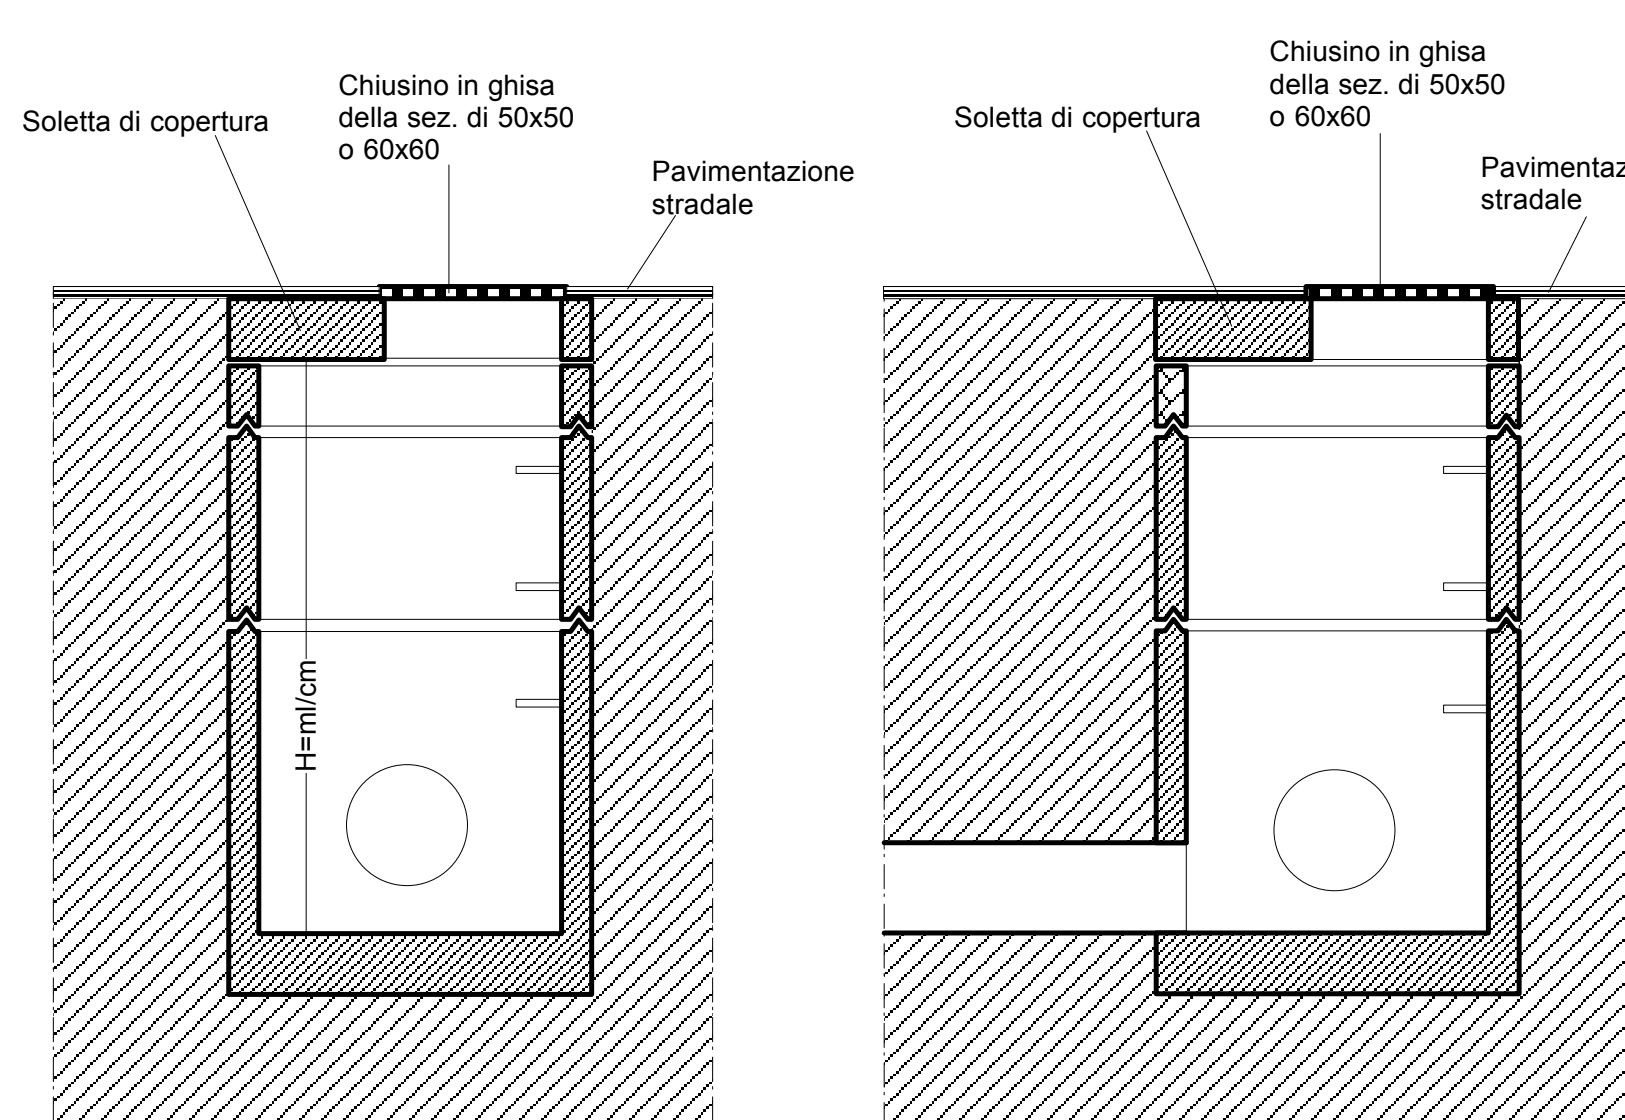 Soletta di copertura
Chiusino in ghisa
della sez. di 50x50
o 60x60
Pavimentazione
stradale
H=ml/cm
Soletta di copertura
Chiusino in ghisa
della sez. di 50x50
o 60x60
Pavimentaz
stradale